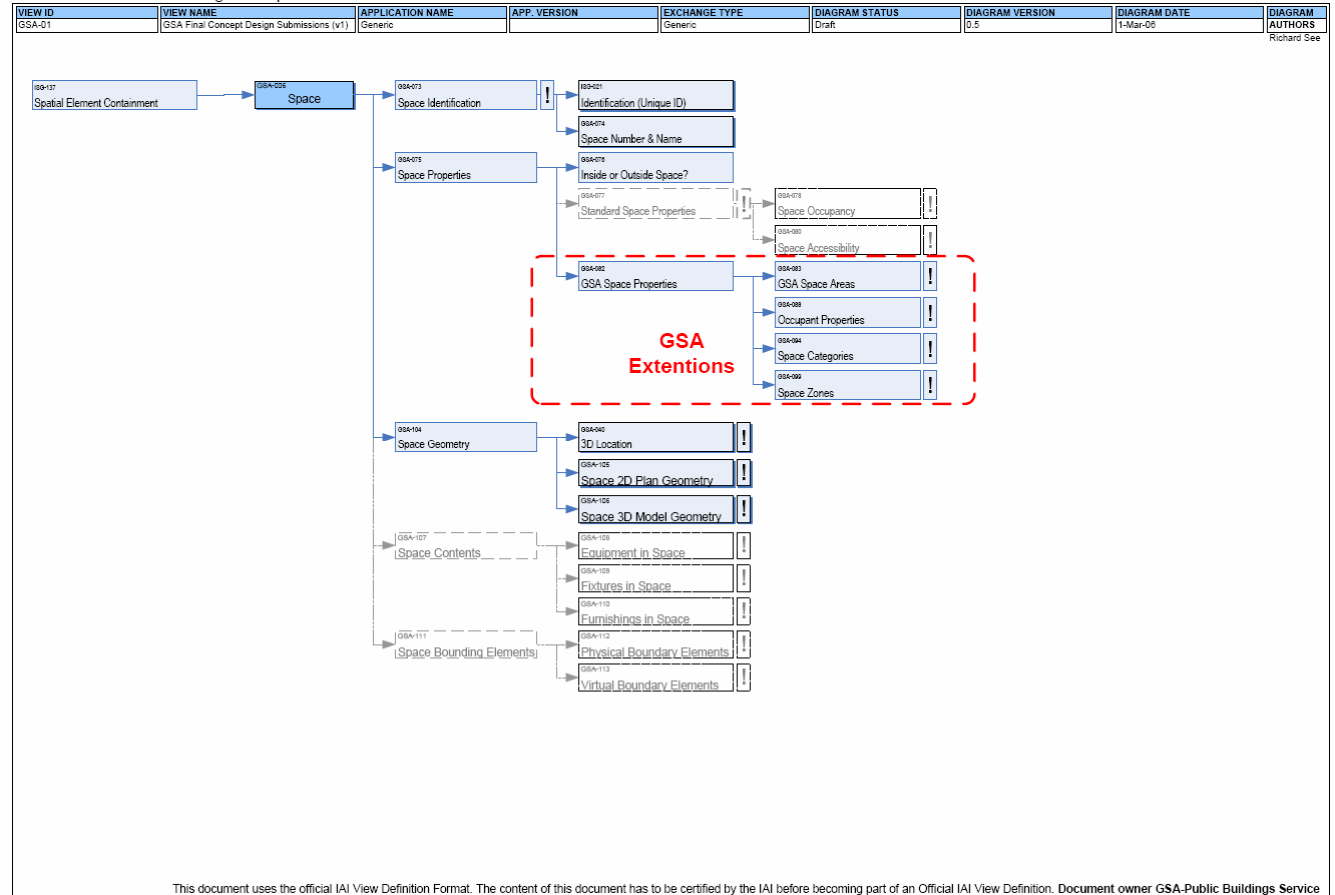 VIEW ID VIEW NAME APPLICATION NAME APP. VERSION EXCHANGE TYPE DIAGRAM STATUS DIAGRAM VERSION DIAGRAM DATE DIAGRAM
GSA-01 GSA Final Concept Design Submissions (v1) Generic Generic Draft 0.5 1-Mar-06 AUTHORS
Richard See
ISG-137
Spatial Element Containment
GSA-026
Space
GSA-073
Space Identification
!
ISG-021
Identification (Unique ID)
GSA-074
Space Number & Name
GSA-075
Space Properties
GSA-076
Inside or Outside Space?
GSA-077
Standard Space Properties
!
GSA-078
Space Occupancy
!
GSA-080
Space Accessibility
!
GSA-082
GSA Space Properties
GSA-083
GSA Space Areas
!
GSA-088
Occupant Properties
!
GSA-094
Space Categories
!
GSA-099
Space Zones
!
GSA
Extentions
GSA-104
Space Geometry
GSA-040
3D Location
!
GSA-105
Space 2D Plan Geometry
!
GSA-106
Space 3D Model Geometry
!
GSA-107
Space Contents
GSA-108
Equipment in Space
!
GSA-109
Fixtures in Space
!
GSA-110
Furnishings in Space
!
GSA-111
Space Bounding Elements
GSA-112
Physical Boundary Elements
!
GSA-113
Virtual Boundary Elements
!
This document uses the official IAI View Definition Format. The content of this document has to be certified by the IAI before becoming part of an Official IAI View Definition. Document owner GSA-Public Buildings Service